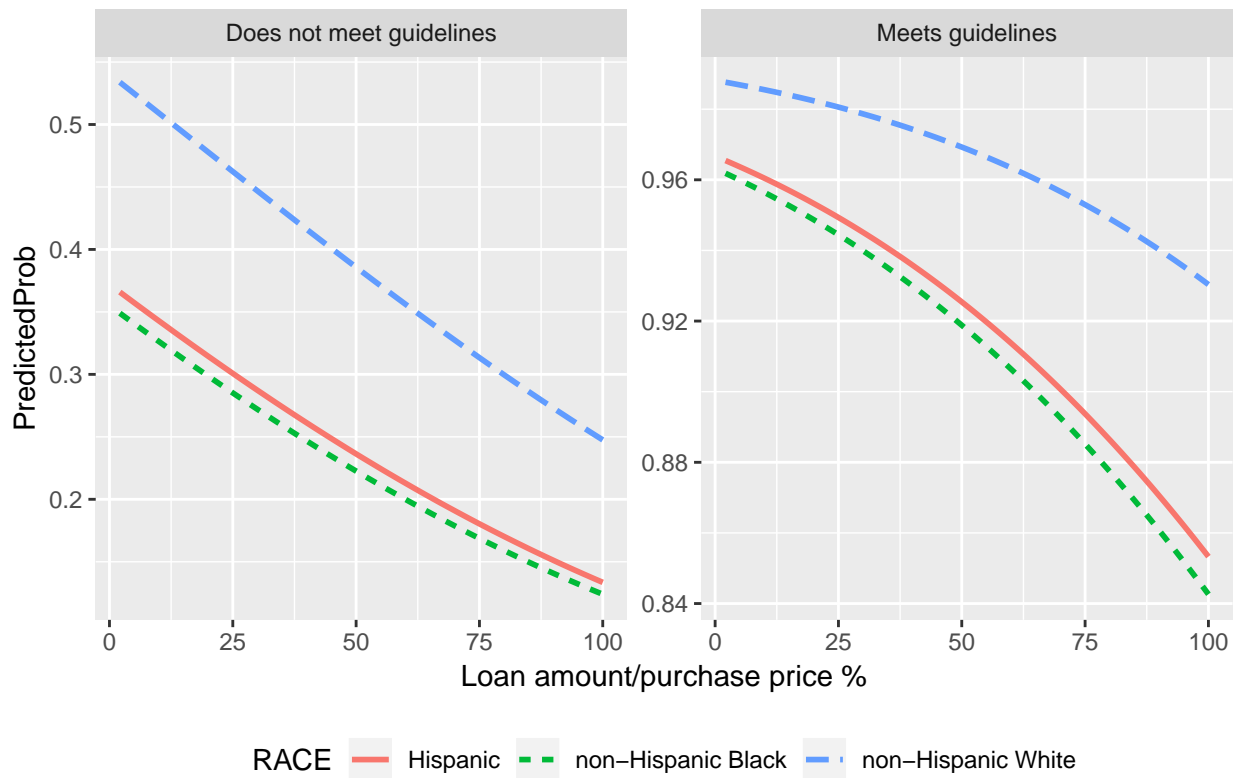 Does not meet guidelines
Meets guidelines
PredictedProb
0.5
0.4
0.3
0.2
0.96
0.92
0.88
0.84
0 25 50 75 100
0 25 50 75 100
Loan amount/purchase price %
RACE Hispanic non−Hispanic Black non−Hispanic White